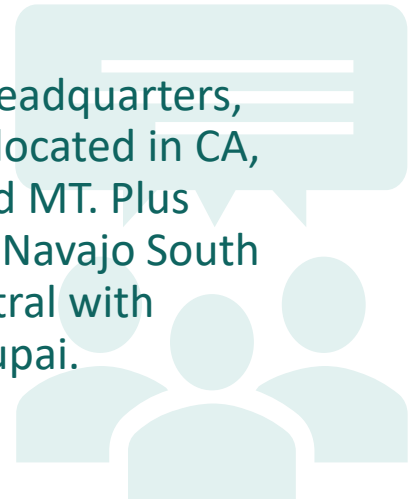 eadquarters,
located in CA,
d MT. Plus
Navajo South
tral with
upai.